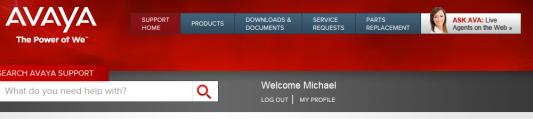 AVAYA
The Power of We™
SUPPORT
HOME
PRODUCTS
DOWNLOADS &
DOCUMENTS
SERVICE
REQUESTS
PARTS
REPLACEMENT
ASK AVA: Live
Agents on the Web »
SEARCH AVAYA SUPPORT
What do you need help with?
Welcome Michael
LOG OUT | MY PROFILE